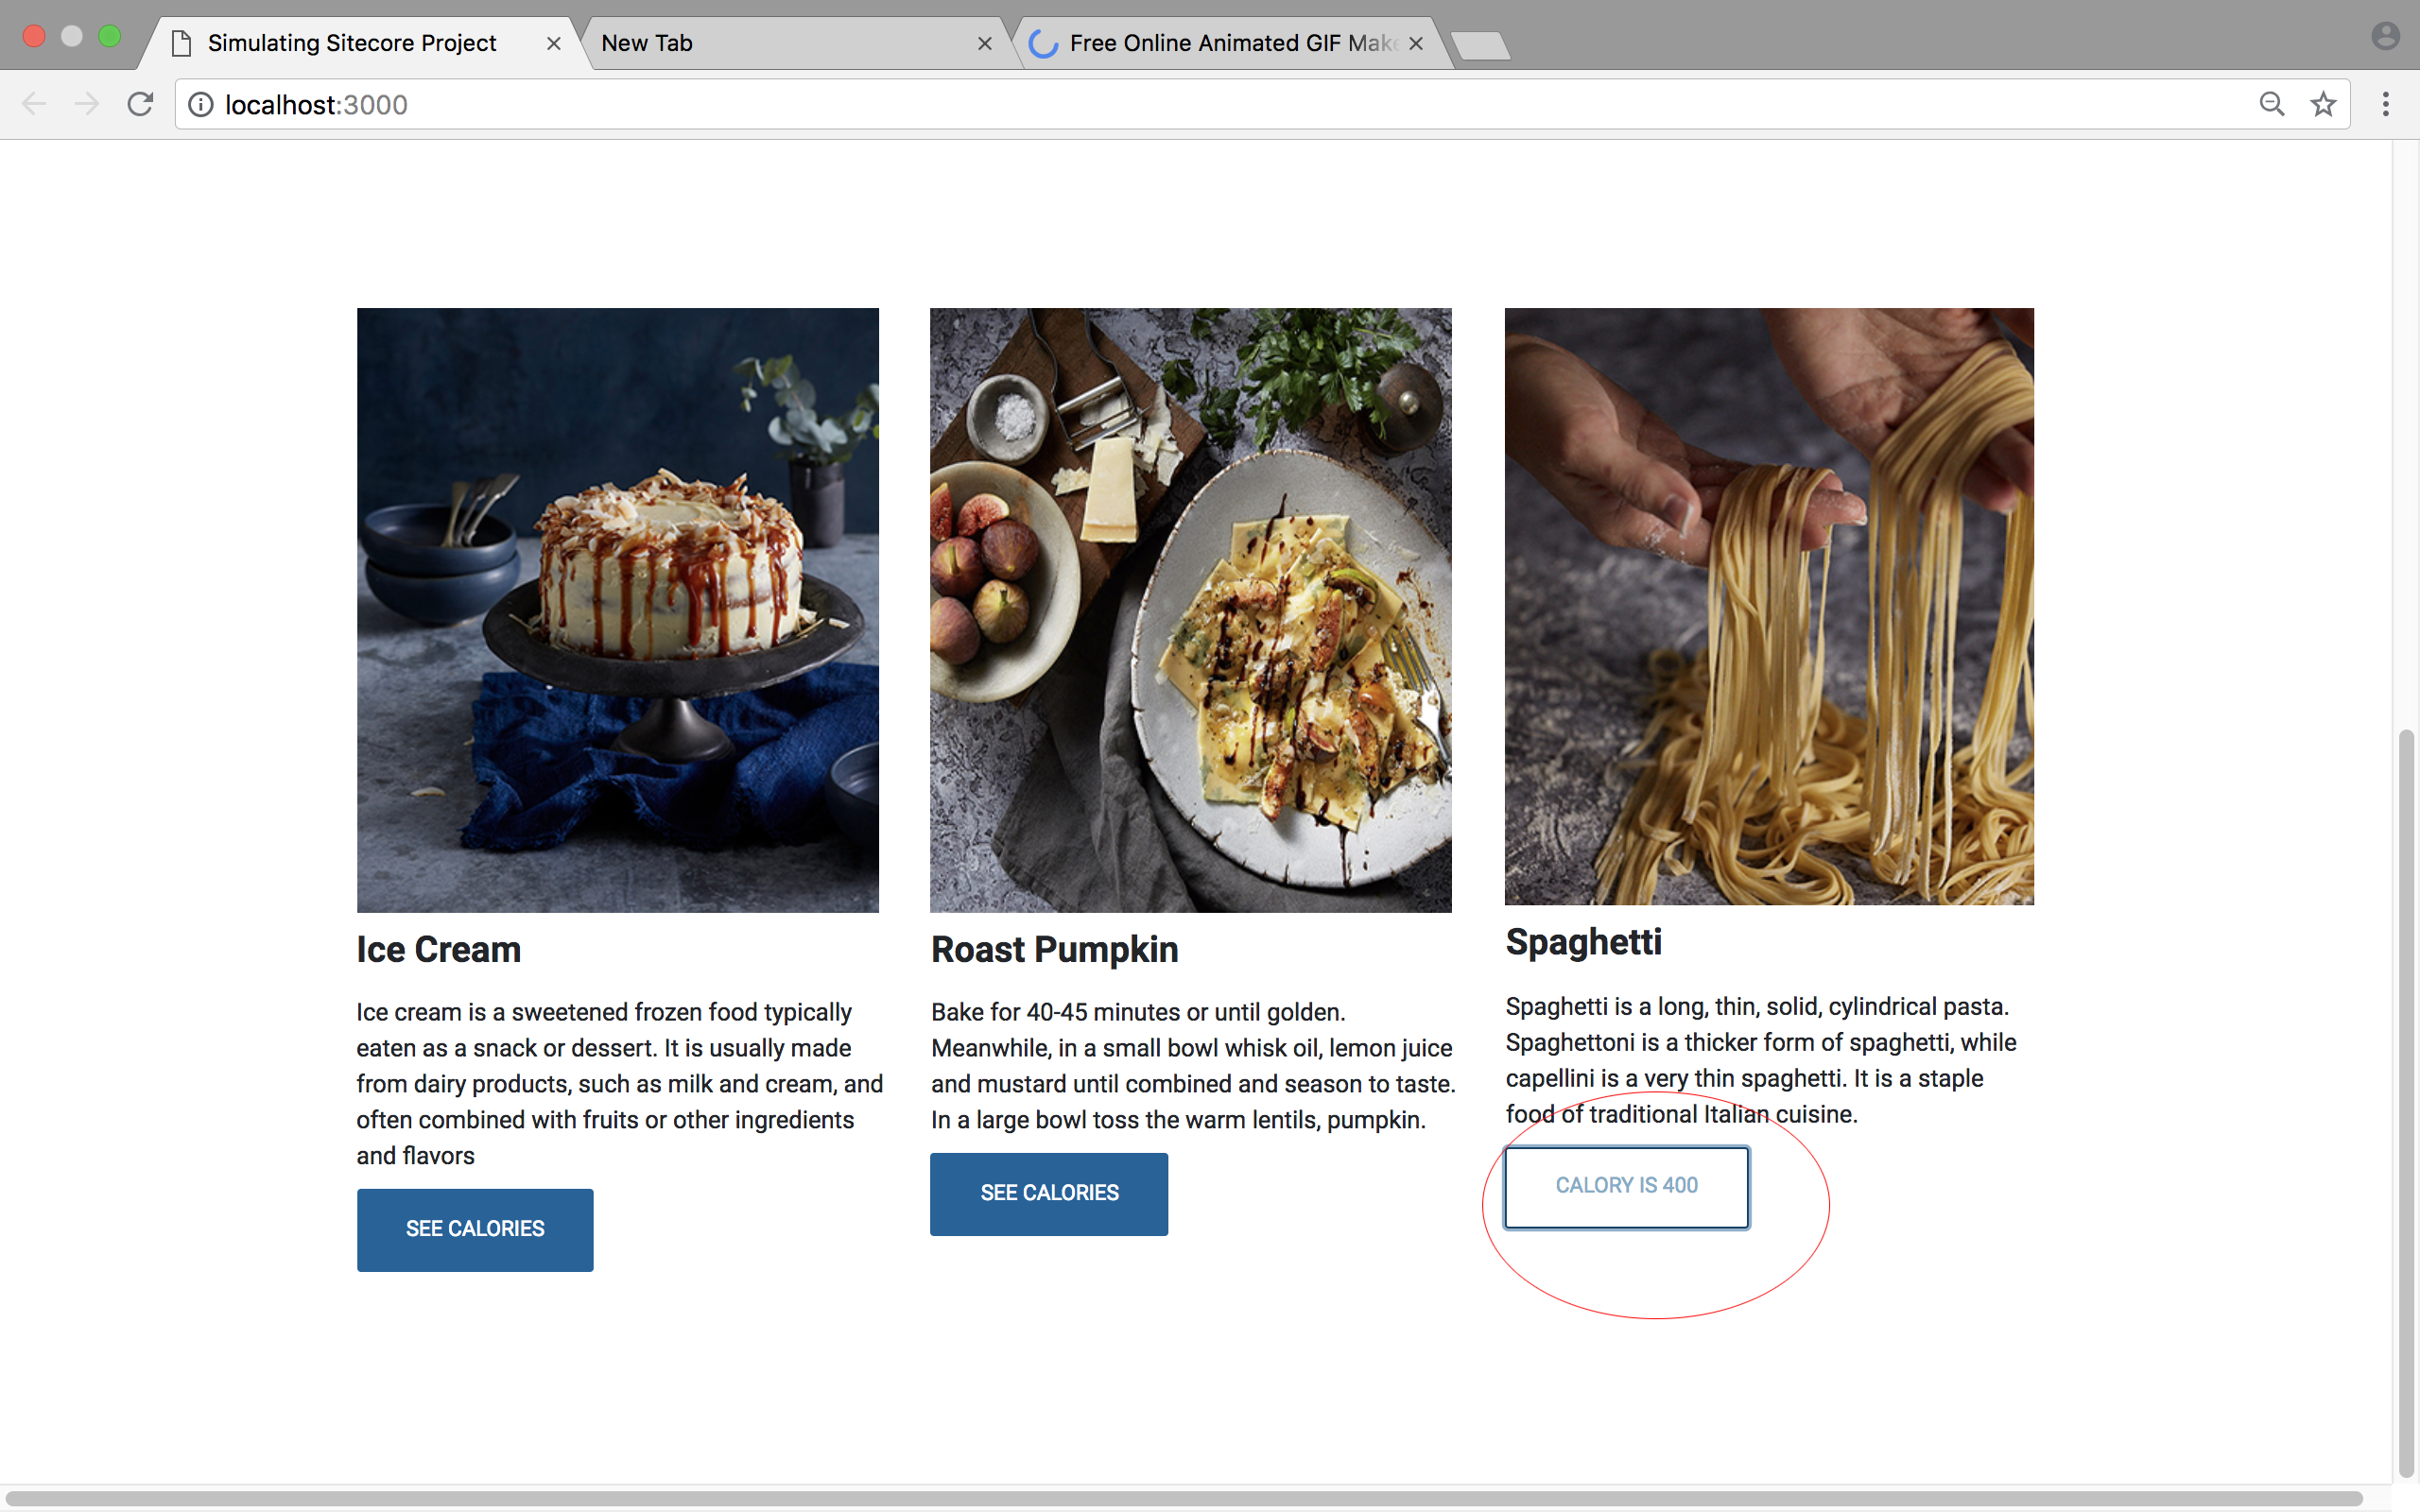 Simulating Sitecore Project
New Tab
Free Online Animated GIF Make
localhost:3000
Ice Cream
Ice cream is a sweetened frozen food typically
eaten as a snack or dessert. It is usually made
from dairy products, such as milk and cream, and
often combined with fruits or other ingredients
and flavors
SEE CALORIES
Roast Pumpkin
Bake for 40-45 minutes or until golden.
Meanwhile, in a small bowl whisk oil, lemon juice
and mustard until combined and season to taste.
In a large bowl toss the warm lentils, pumpkin.
SEE CALORIES
Spaghetti
Spaghetti is a long, thin, solid, cylindrical pasta.
Spaghettoni is a thicker form of spaghetti, while
capellini is a very thin spaghetti. It is a staple
food of traditional Italian cuisine.
CALORY IS 400